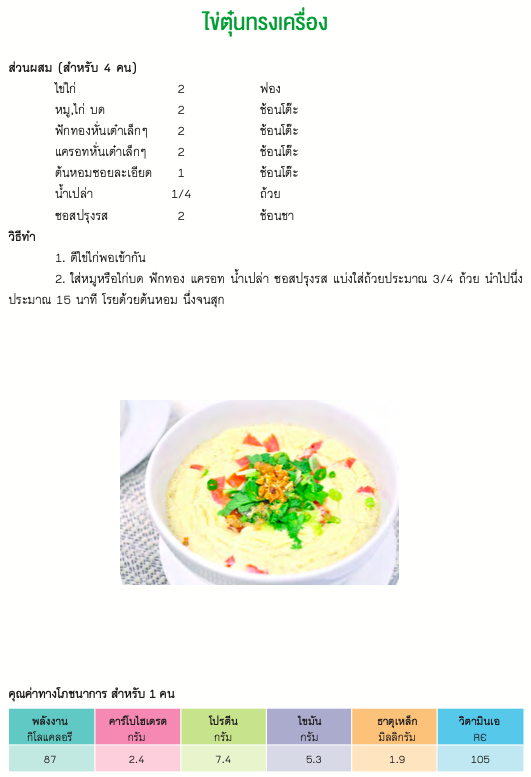 ไข่ตุ๋นทรงเครื่อง
ส่วนผสม (สำหรับ 4 คน)
ไข่ไก่ 2 ฟอง
หมู,ไก่ บด 2 ช้อนโต๊ะ
ฟักทองหั่นเต๋าเล็กๆ 2 ช้อนโต๊ะ
แครอทหั่นเต๋าเล็กๆ 2 ช้อนโต๊ะ
ต้นหอมซอยละเอียด 1 ช้อนโต๊ะ
น้ำเปล่า 1/4 ถ้วย
ซอสปรุงรส 2 ช้อนชา
วิธีทำ
1. ตีไข่ไก่พอเข้ากัน
2. ใส่หมูหรือไก่บด ฟักทอง แครอท น้ำเปล่า ซอสปรุงรส แบ่งใส่ถ้วยประมาณ 3/4 ถ้วย นำไปนึ่ง
ประมาณ 15 นาที โรยด้วยต้นหอม นึ่งจนสุก
คุณค่าทางโภชนาการ สำหรับ 1 คน
พลังงาน คาร์โบไฮเดรต โปรตีน ไขมัน ธาตุเหล็ก วิตามินเอ
กิโลแคลอรี กรัม กรัม กรัม มิลลิกรัม RE
87 2.4 7.4 5.3 1.9 105